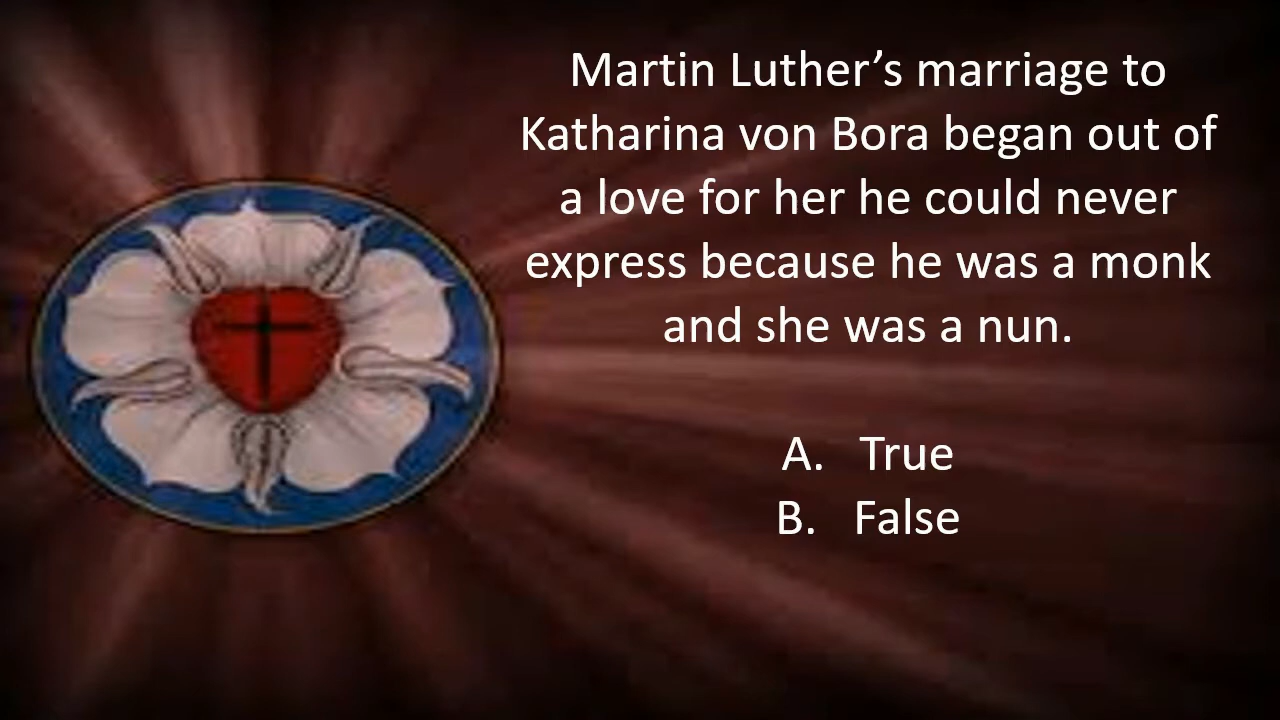 Martin Luther’s marriage to
Katharina von Bora began out of
a love for her he could never
express because he was a monk
and she was a nun.
A. True
B. False